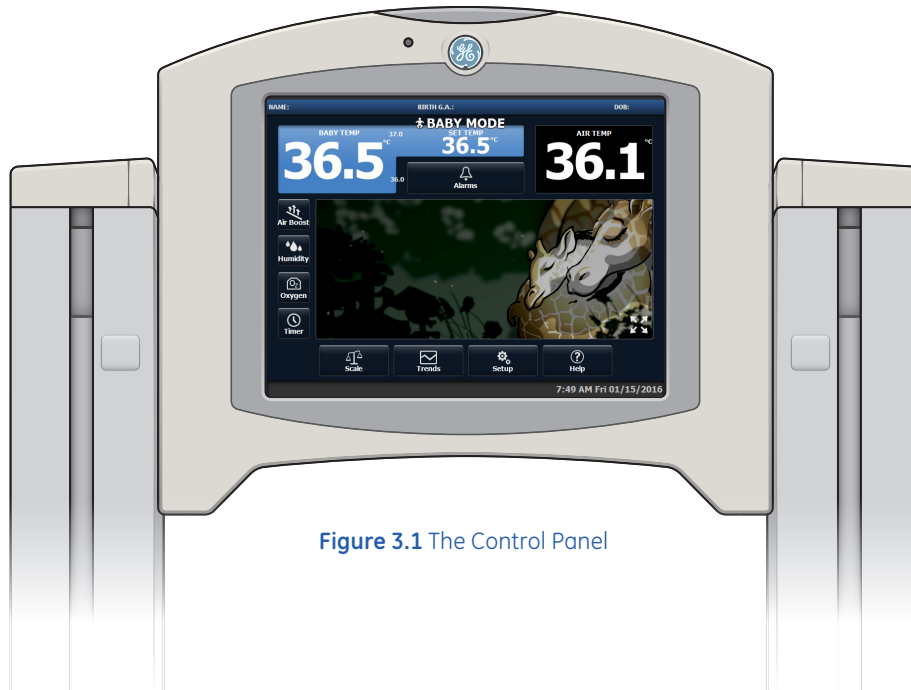 NAME: BIRTH G.A.: DOB:
BABY MODE
BABY TEMP 37.0 °C
36.5
36.0
SET TEMP
36.5 °C
AIR TEMP
36.1 °C
Alarms
Air Boost
Humidity
O2
Oxygen
Timer
Scale
Trends
Setup
?
Help
7:49 AM Fri 01/15/2016
GE
Figure 3.1 The Control Panel